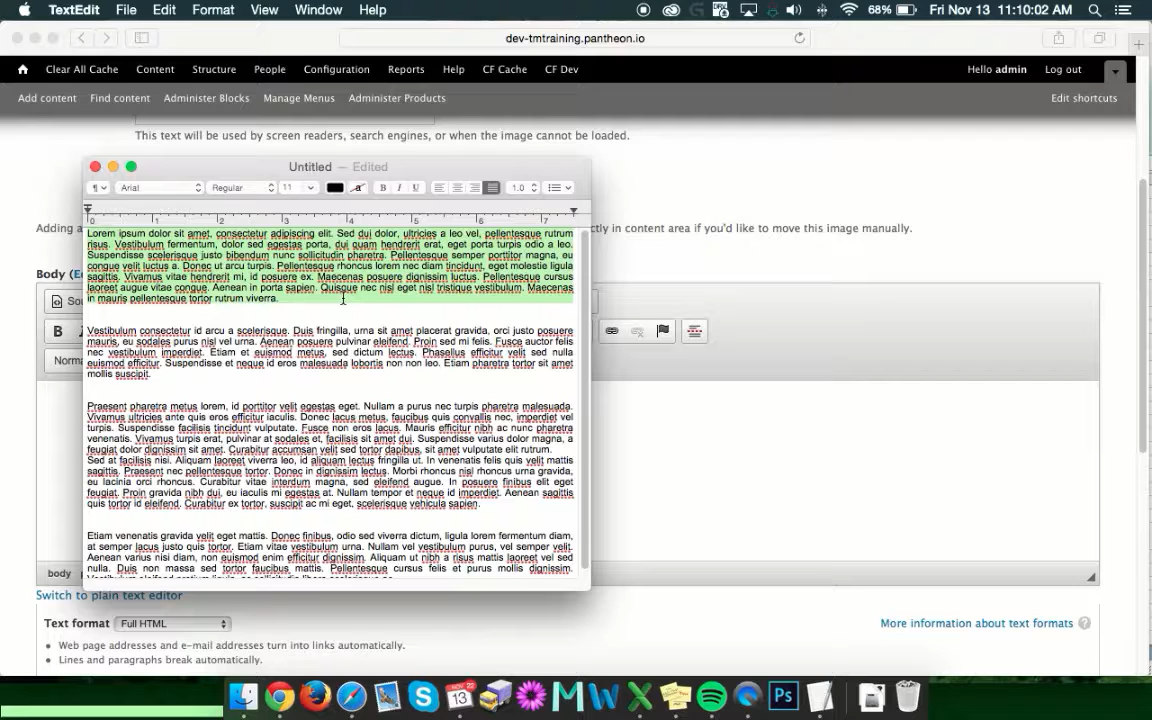 TextEdit File Edit Format View Window Help
68% Fri Nov 13 11:10:02 AM
dev-tmtraining.pantheon.io
Clear All Cache Content Structure People Configuration Reports Help CF Cache CF Dev Hello admin Log out
Add content Find content Administer Blocks Manage Menus Administer Products Edit shortcuts
This text will be used by screen readers, search engines, or when the image cannot be loaded.
Untitled — Edited
Arial Regular 11 B I U 1.0
0 1 2 3 4 5 6 7
Adding a
ctly in content area if you'd like to move this image manually.
Lorem ipsum dolor sit amet, consectetur adipiscing elit. Sed dui dolor, ultricies a leo vel, pellentesque rutrum
risus. Vestibulum fermentum, dolor sed egestas porta, dui quam hendrerit erat, eget porta turpis odio a leo.
Suspendisse scelerisque justo bibendum nunc sollicitudin pharetra. Pellentesque semper porttitor magna, eu
congue velit luctus a. Donec ut arcu turpis. Pellentesque rhoncus lorem nec diam tincidunt, eget molestie ligula
sagittis. Vivamus vitae hendrerit mi, id posuere ex. Maecenas posuere dignissim luctus. Pellentesque cursus
laoreet augue vitae congue. Aenean in porta sapien. Quisque nec nisi eget nisl tristique vestibulum. Maecenas
in mauris pellentesque tortor rutrum viverra.
Vestibulum consectetur id arcu a scelerisque. Duis fringilla, urna sit amet placerat gravida, orci justo posuere
mauris, eu sodales purus nisl vel urna. Aenean posuere pulvinar eleifend. Proin sed mi felis. Fusce auctor felis
nec vestibulum imperdiet. Etiam et euismod metus, sed dictum lectus. Phasellus efficitur velit sed nulla
euismod efficitur. Suspendisse et neque id eros malesuada lobortis non non leo. Etiam pharetra tortor sit amet
mollis suscipit.
Praesent pharetra metus lorem, id porttitor velit egestas eget. Nullam a purus nec turpis pharetra malesuada.
Vivamus ultricies ante quis eros efficitur iaculis. Donec lacus metus, faucibus quis convallis nec, imperdiet vel
turpis. Suspendisse facilisis tincidunt vulputate. Fusce non eros lacus. Mauris efficitur nibh ac nunc pharetra
venenatis. Vivamus turpis erat, pulvinar at sodales et, facilisis sit amet dui. Suspendisse varius dolor magna, a
feugiat dolor dignissim sit amet. Curabitur accumsan velit sed tortor dapibus, sit amet vulputate elit rutrum.
Sed at facilisis nisi. Aliquam laoreet viverra leo, id aliquam lectus fringilla ut. In venenatis felis quis velit mattis
sagittis. Praesent nec pellentesque tortor. Donec in dignissim lectus. Morbi rhoncus nisl rhoncus urna gravida,
eu lacinia orci rhoncus. Curabitur vitae interdum magna, sed eleifend augue. In posuere finibus elit eget
feugiat. Proin gravida nibh dui, eu iaculis mi egestas at. Nullam tempor et neque id imperdiet. Aenean sagittis
quis tortor id eleifend. Curabitur ex tortor, suscipit ac mi eget, scelerisque vehicula sapien.
Etiam venenatis gravida velit eget mattis. Donec finibus, odio sed viverra dictum, ligula lorem fermentum diam,
at semper lacus justo quis tortor. Etiam vitae vestibulum urna. Nullam vel vestibulum purus, vel semper velit.
Aenean varius nisi diam, non euismod enim efficitur dignissim. Aliquam ut nibh a risus mattis laoreet vel sed
nulla. Duis non massa sed tortor faucibus mattis. Pellentesque cursus felis et purus mollis dignissim.
Body (E
Sou
B
Norma
body
Switch to plain text editor
Text format Full HTML
More information about text formats ?
Web page addresses and e-mail addresses turn into links automatically.
Lines and paragraphs break automatically.
NOV
13
Ps